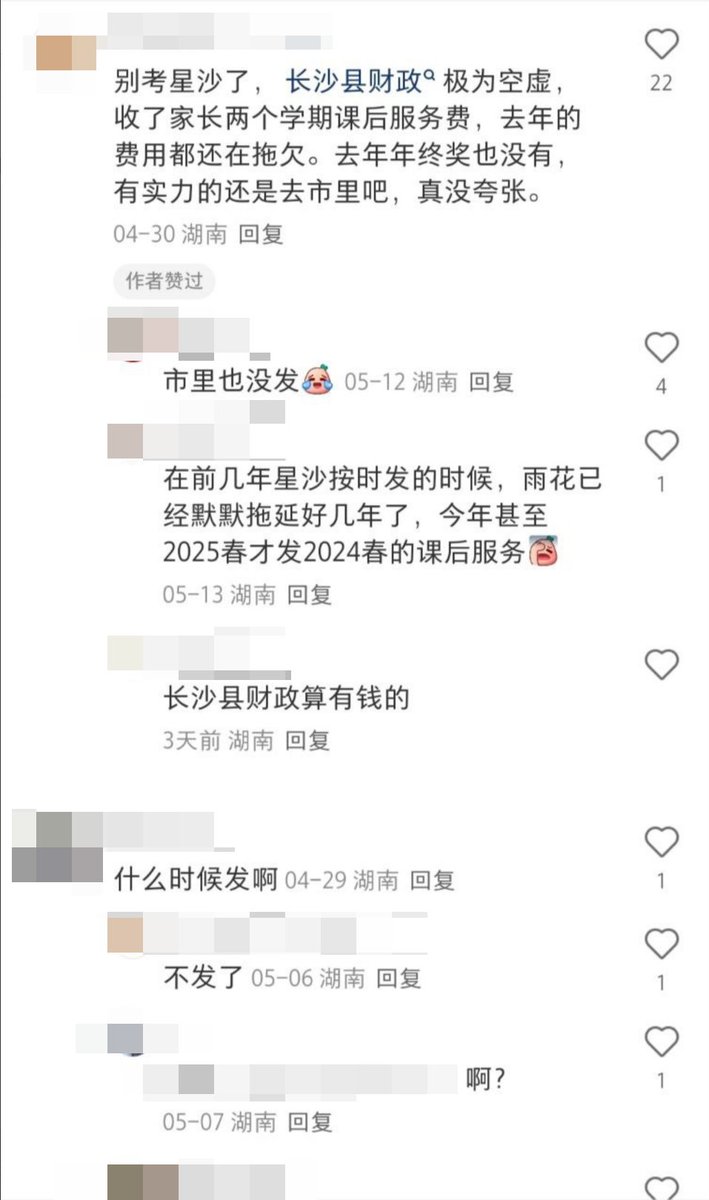 别考星沙了，长沙县财政极为空虚，
收了家长两个学期课后服务费，去年的
费用都还在拖欠。去年年终奖也没有，
有实力的还是去市里吧，真没夸张。
22
04-30 湖南 回复
作者赞过
市里也没发 05-12 湖南 回复
4
在前几年星沙按时发的时候，雨花已
经默默拖延好几年了，今年甚至
2025春才发2024春的课后服务
1
05-13 湖南 回复
长沙县财政算有钱的
3天前 湖南 回复
什么时候发啊 04-29 湖南 回复
1
不发了 05-06 湖南 回复
1
啊？
1
05-07 湖南 回复